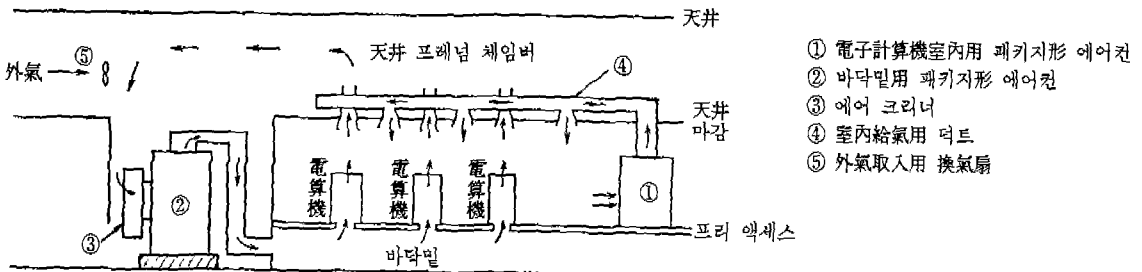 天井
天井 프래넘 체임버
⑤
外氣
④
天井
마감
電算機
電算機
電算機
②
①
③
바닥밑
프리 액세스
① 電子計算機室內用 패키지形 에어컨
② 바닥밑用 패키지形 에어컨
③ 에어 크리너
④ 室內給氣用 덕트
⑤ 外氣取入用 換氣扇